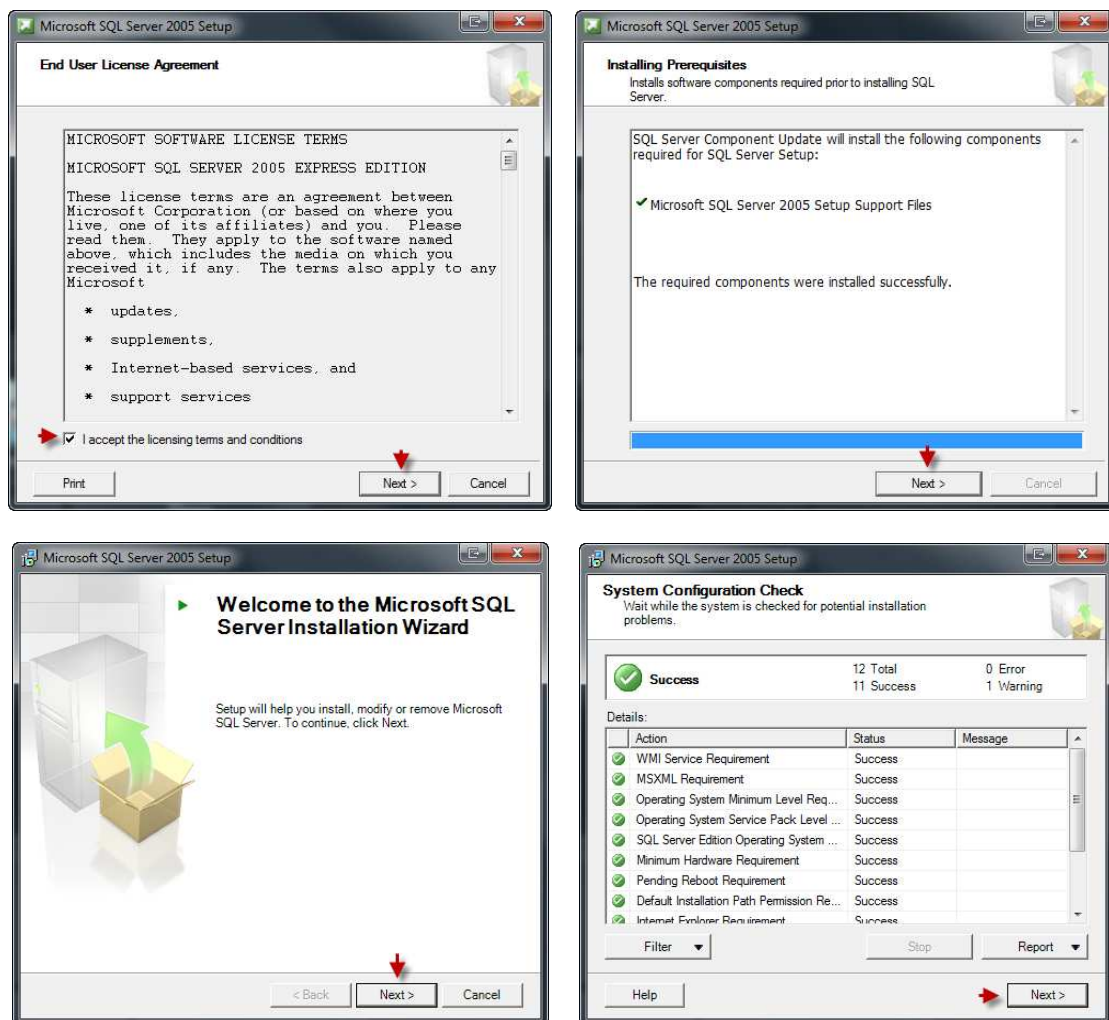 Microsoft SQL Server 2005 Setup
End User License Agreement
MICROSOFT SOFTWARE LICENSE TERMS
MICROSOFT SQL SERVER 2005 EXPRESS EDITION
These license terms are an agreement between
Microsoft Corporation (or based on where you
live, one of its affiliates) and you.  Please
read them.  They apply to the software named
above, which includes the media on which you
received it, if any.  The terms also apply to any
Microsoft
* updates,
* supplements,
* Internet-based services, and
* support services
I accept the licensing terms and conditions
Print
Next >
Cancel
Microsoft SQL Server 2005 Setup
Installing Prerequisites
Installs software components required prior to installing SQL
Server.
SQL Server Component Update will install the following components
required for SQL Server Setup:
Microsoft SQL Server 2005 Setup Support Files
The required components were installed successfully.
Next >
Cancel
Microsoft SQL Server 2005 Setup
Welcome to the Microsoft SQL
Server Installation Wizard
Setup will help you install, modify or remove Microsoft
SQL Server. To continue, click Next.
< Back
Next >
Cancel
Microsoft SQL Server 2005 Setup
System Configuration Check
Wait while the system is checked for potential installation
problems.
Success
12 Total
0 Error
11 Success
1 Warning
Details:
Action Status Message
WMI Service Requirement Success
MSXML Requirement Success
Operating System Minimum Level Req... Success
Operating System Service Pack Level ... Success
SQL Server Edition Operating System ... Success
Minimum Hardware Requirement Success
Pending Reboot Requirement Success
Default Installation Path Permission Re... Success
Internet Explorer Requirement Success
Filter
Stop
Report
Help
Next >